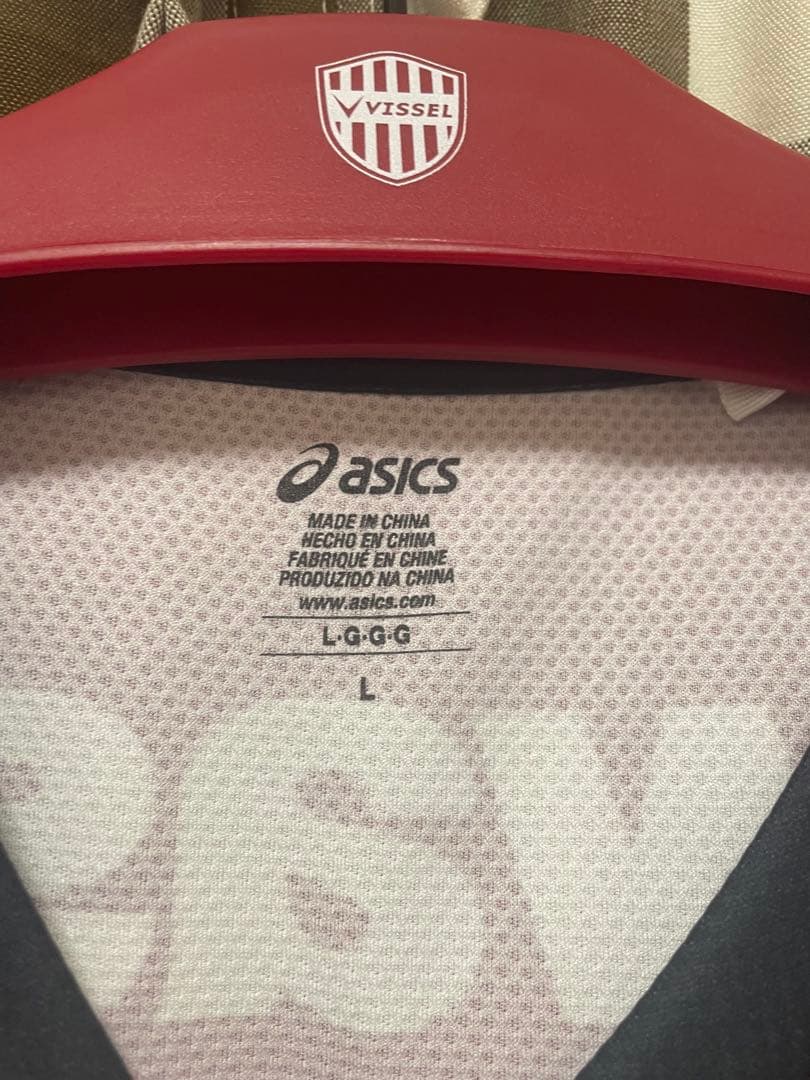 VISSEL
asics
MADE IN CHINA
HECHO EN CHINA
FABRIQUÉ EN CHINE
PRODUZIDO NA CHINA
www.asics.com
L·G·G·G
L